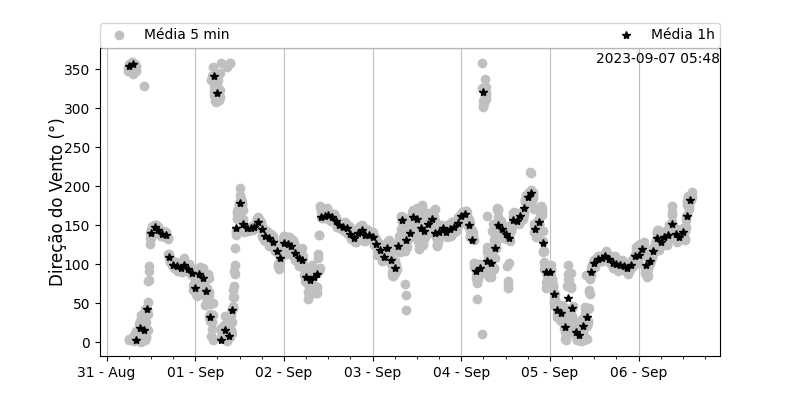 Média 5 min
Média 1h
2023-09-07 05:48
Direção do Vento (°)
350
300
250
200
150
100
50
0
31 - Aug
01 - Sep
02 - Sep
03 - Sep
04 - Sep
05 - Sep
06 - Sep